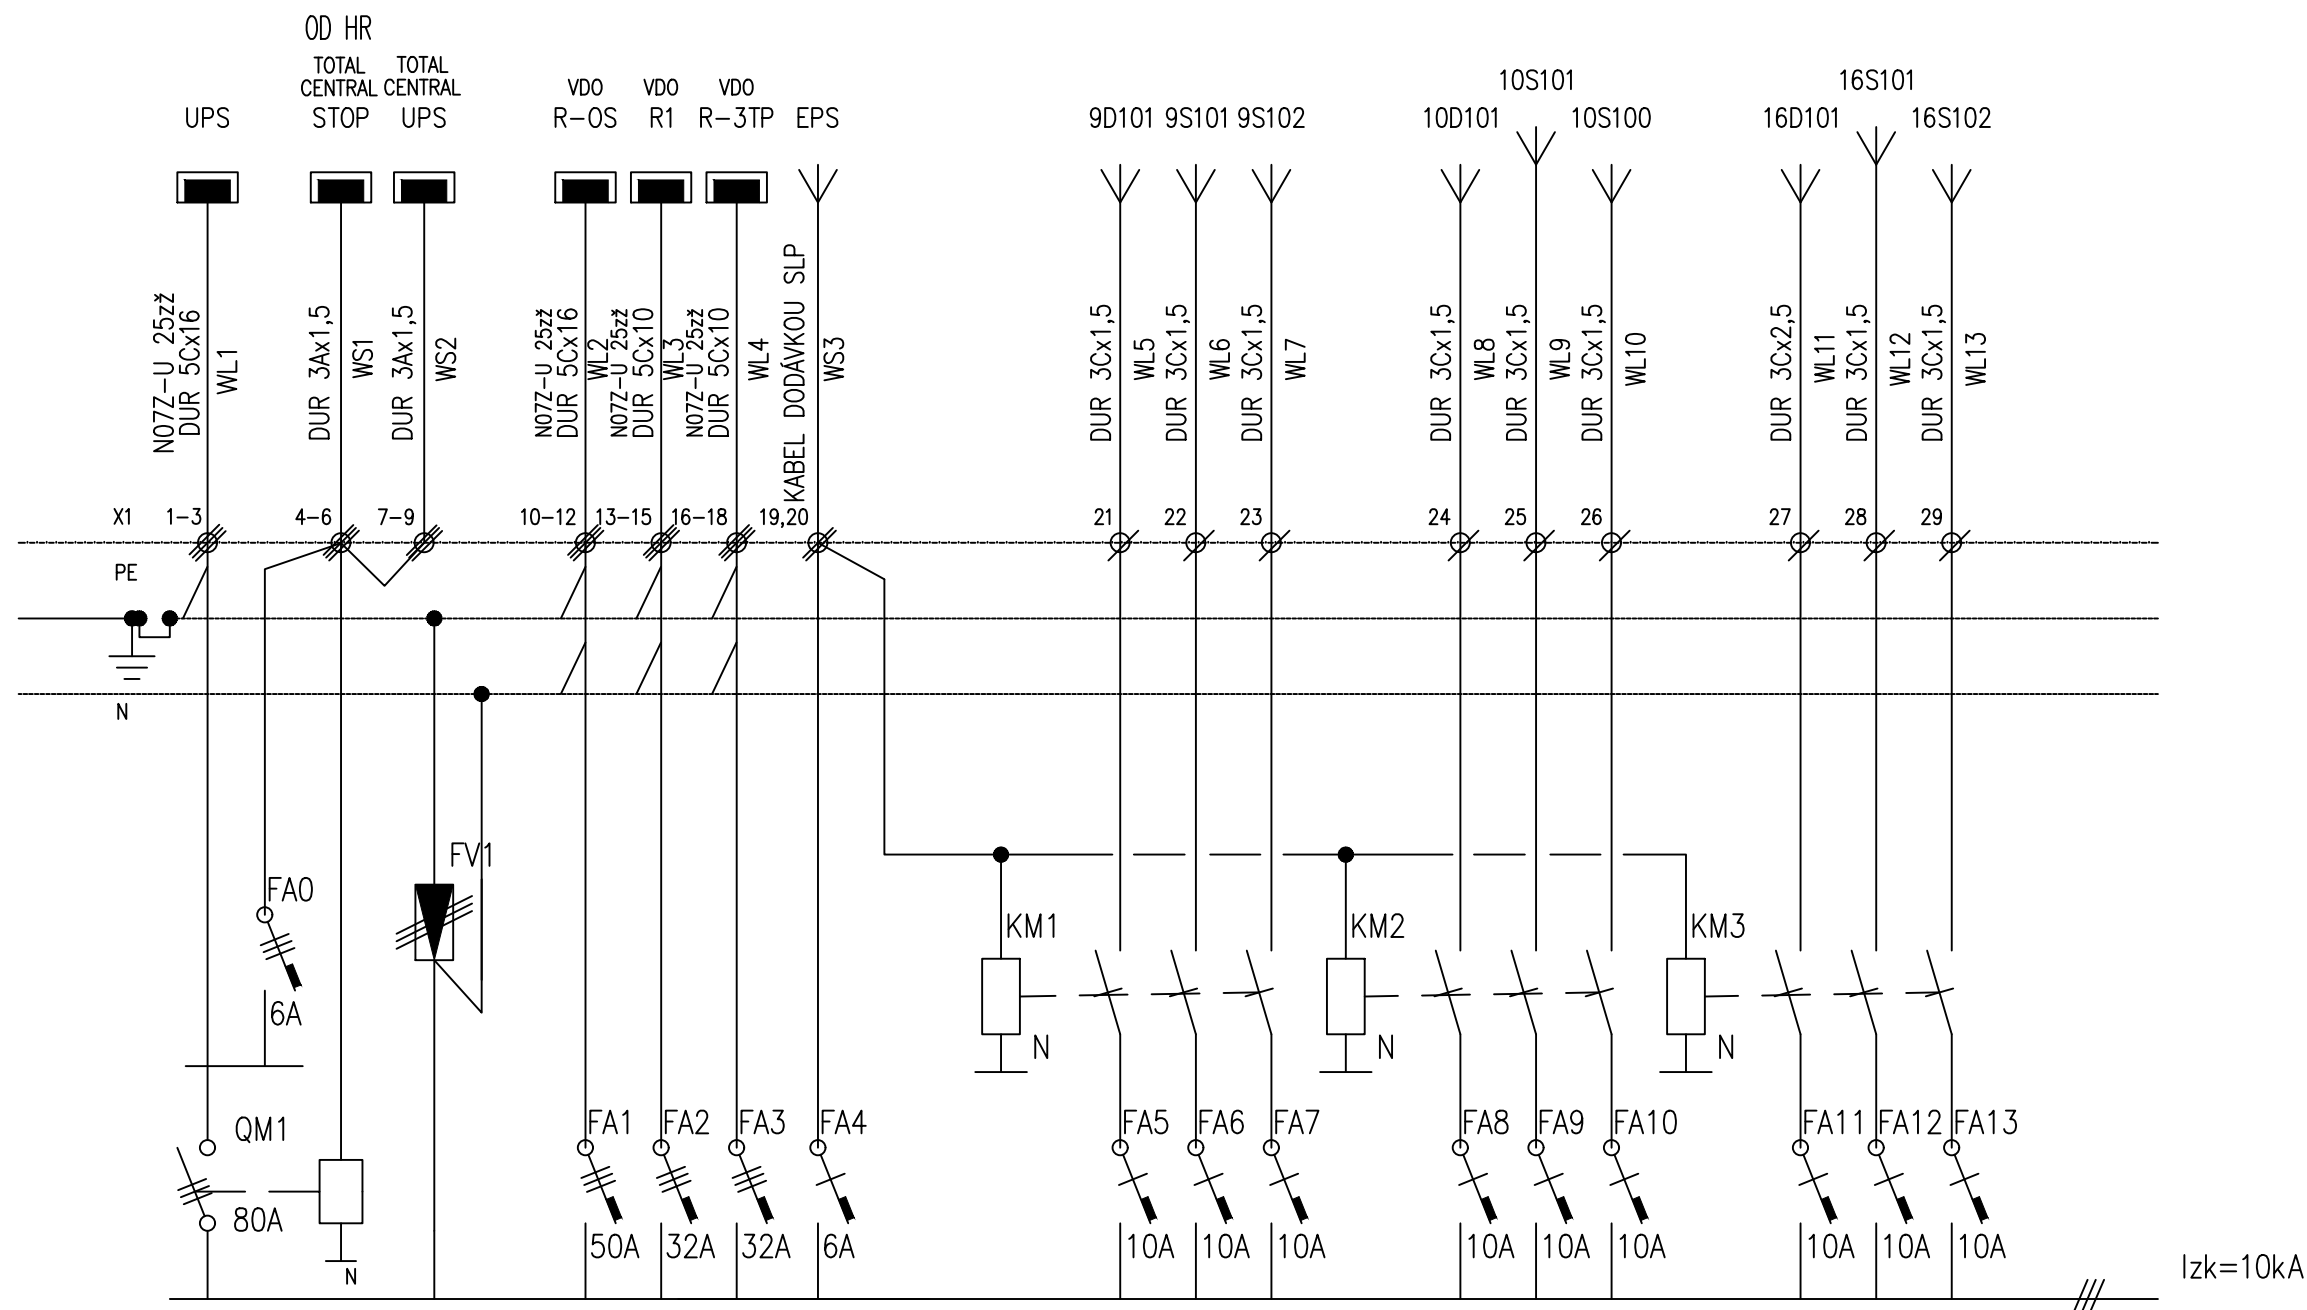 OD HR
TOTAL
CENTRAL
STOP
TOTAL
CENTRAL
UPS
UPS
VDO
R-OS
VDO
R1
VDO
R-3TP
EPS
9D101
9S101
9S102
10D101
10S101
10S100
16D101
16S101
16S102
N07Z-U 25zž
DUR 5Cx16
WL1
DUR 3Ax1,5
WS1
DUR 3Ax1,5
WS2
N07Z-U 25zž
DUR 5Cx16
WL2
N07Z-U 25zž
DUR 5Cx10
WL3
N07Z-U 25zž
DUR 5Cx10
WL4
KABEL DODÁVKOU SLP
WS3
DUR 3Cx1,5
WL5
DUR 3Cx1,5
WL6
DUR 3Cx1,5
WL7
DUR 3Cx1,5
WL8
DUR 3Cx1,5
WL9
DUR 3Cx1,5
WL10
DUR 3Cx2,5
WL11
DUR 3Cx1,5
WL12
DUR 3Cx1,5
WL13
X1
1-3
4-6
7-9
10-12
13-15
16-18
19,20
21
22
23
24
25
26
27
28
29
PE
N
FV1
FA0
6A
KM1
N
KM2
N
KM3
N
QM1
80A
N
FA1
50A
FA2
32A
FA3
32A
FA4
6A
FA5
10A
FA6
10A
FA7
10A
FA8
10A
FA9
10A
FA10
10A
FA11
10A
FA12
10A
FA13
10A
Izk=10kA